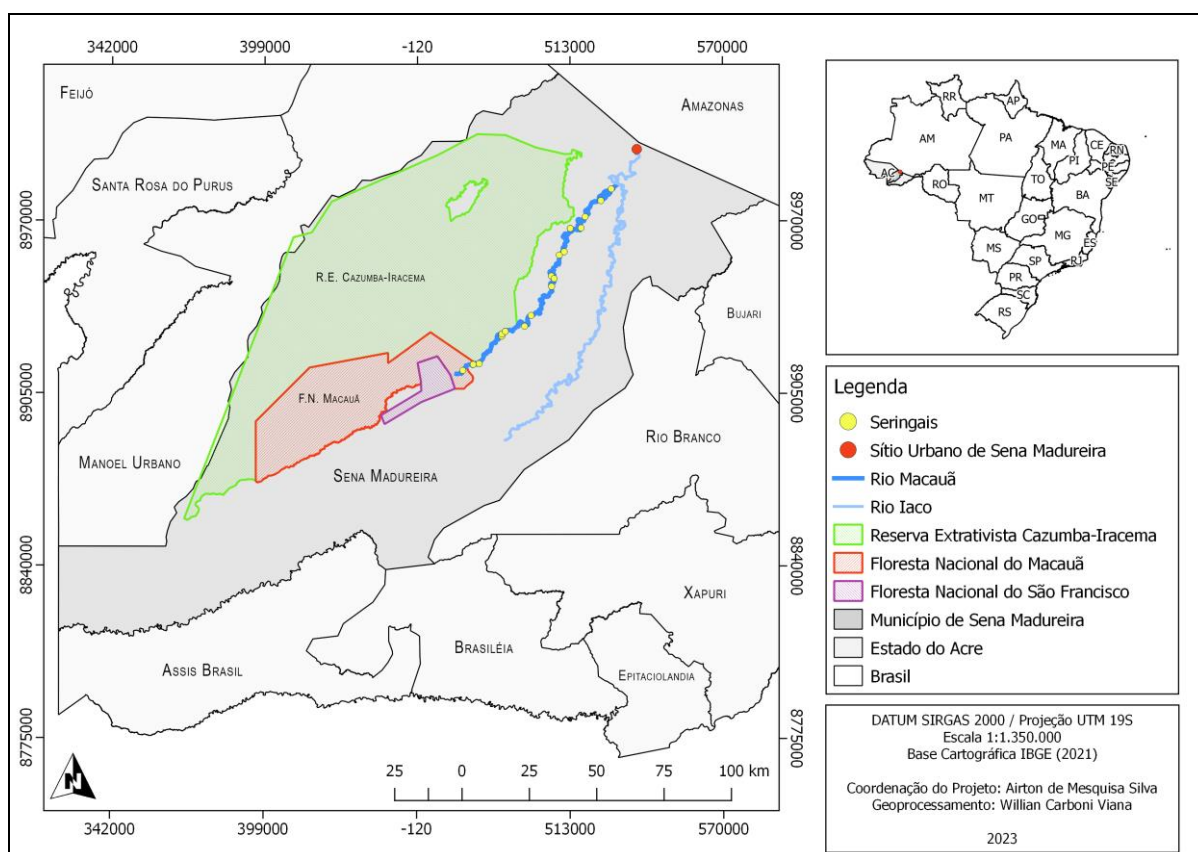 342000 399000 -120 513000 570000
FEIJÓ
AMAZONAS
SANTA ROSA DO PURUS
8970000
8970000
R.E. CAZUMBA-IRACEMA
BUJARI
8905000
8905000
F.N. MACAUÃ
RIO BRANCO
MANOEL URBANO
SENA MADUREIRA
8840000
8840000
XAPURI
BRASILÉIA
ASSIS BRASIL
EPITACIOLANDIA
8775000
8775000
N
25 0 25 50 75 100 km
342000 399000 -120 513000 570000
RR AP
AM PA MA CE RN
PI PE
AC TO SE
RO MT BA
GO
MG ES
MS SP RJ
PR
SC
RS
Legenda
Seringais
Sítio Urbano de Sena Madureira
Rio Macauã
Rio Iaco
Reserva Extrativista Cazumba-Iracema
Floresta Nacional do Macauã
Floresta Nacional do São Francisco
Município de Sena Madureira
Estado do Acre
Brasil
DATUM SIRGAS 2000 / Projeção UTM 19S
Escala 1:1.350.000
Base Cartográfica IBGE (2021)
Coordenação do Projeto: Airton de Mesquisa Silva
Geoprocessamento: Willian Carboni Viana
2023